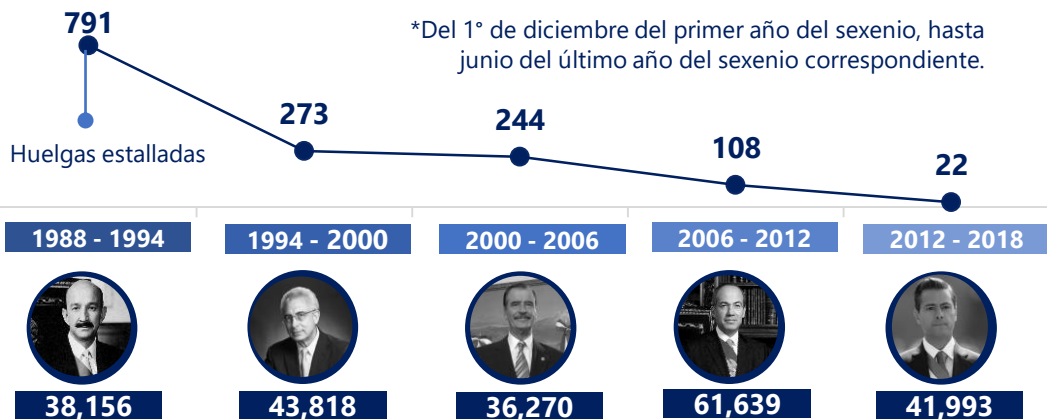 791
*Del 1° de diciembre del primer año del sexenio, hasta
junio del último año del sexenio correspondiente.
273
244
108
22
Huelgas estalladas
1988 - 1994
1994 - 2000
2000 - 2006
2006 - 2012
2012 - 2018
38,156
43,818
36,270
61,639
41,993